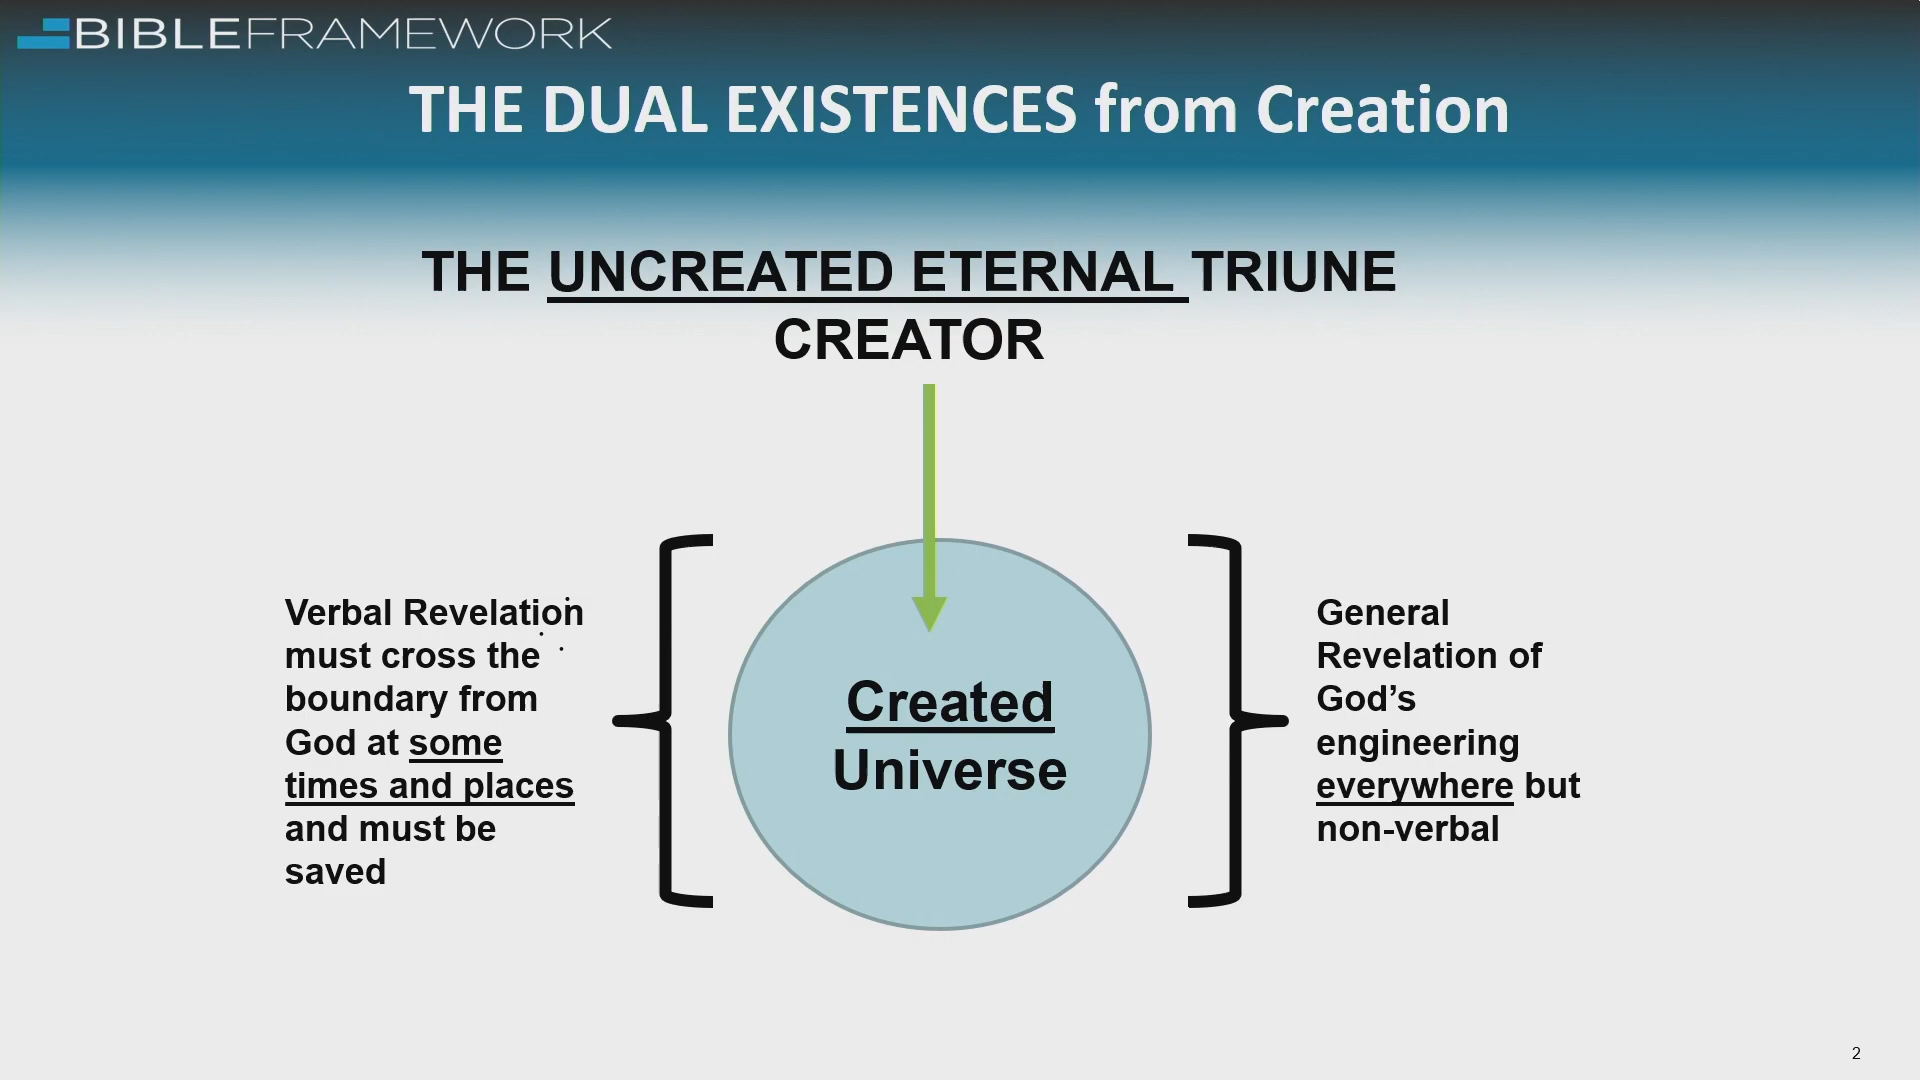 BIBLEFRAMEWORK
THE DUAL EXISTENCES from Creation
THE UNCREATED ETERNAL TRIUNE
CREATOR
Verbal Revelation
must cross the
boundary from
God at some
times and places
and must be
saved
Created
Universe
General
Revelation of
God’s
engineering
everywhere but
non-verbal
2